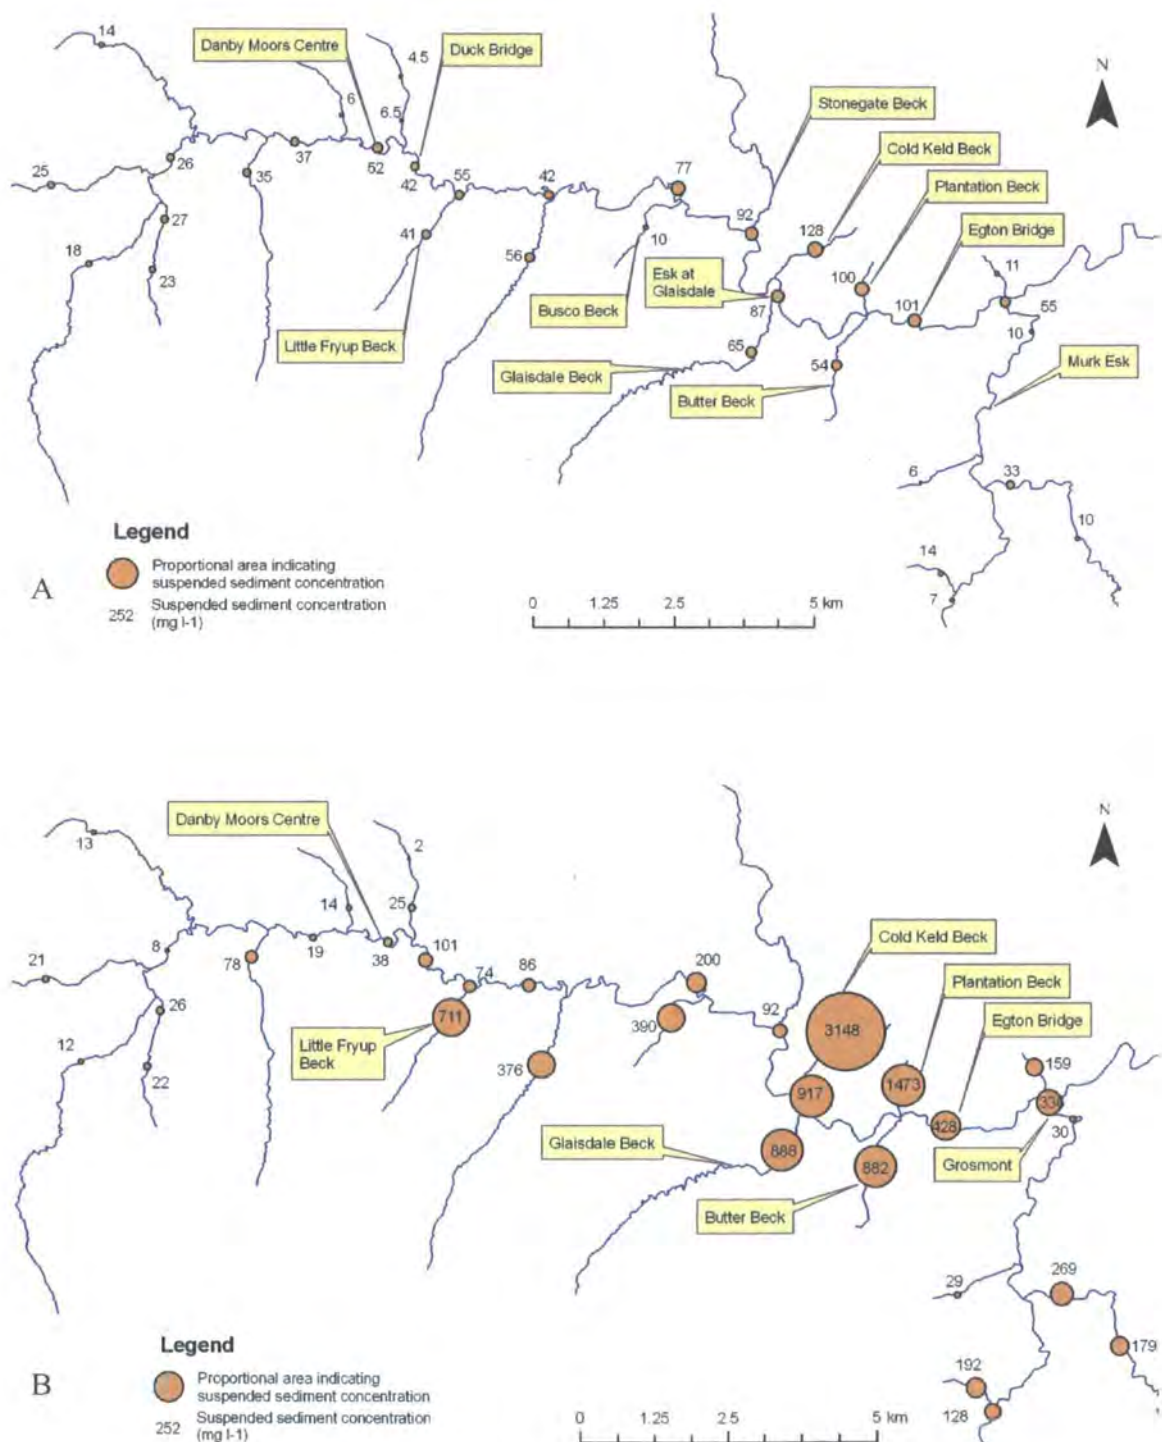 14
Danby Moors Centre
4.5
Duck Bridge
N
6
6.5
Stonegate Beck
26
37
52
Cold Keld Beck
25
35
42
55
42
77
Plantation Beck
27
41
10
92
128
Egton Bridge
18
23
56
Esk at
Glaisdale
100
11
Busco Beck
87
101
55
Little Fryup Beck
65
10
Glaisdale Beck
54
Murk Esk
Butter Beck
6
33
10
14
7
Legend
Proportional area indicating
suspended sediment concentration
252 Suspended sediment concentration
(mg l-1)
A
0 1.25 2.5 5 km
Danby Moors Centre
N
13
2
14
25
8
19
38
101
Cold Keld Beck
21
78
74
86
200
Plantation Beck
26
711
390
92
3148
Egton Bridge
12
22
Little Fryup
Beck
376
917
1473
159
334
428
30
Glaisdale Beck
888
882
Grosmont
Butter Beck
29
269
179
192
128
Legend
Proportional area indicating
suspended sediment concentration
252 Suspended sediment concentration
(mg l-1)
B
0 1.25 2.5 5 km